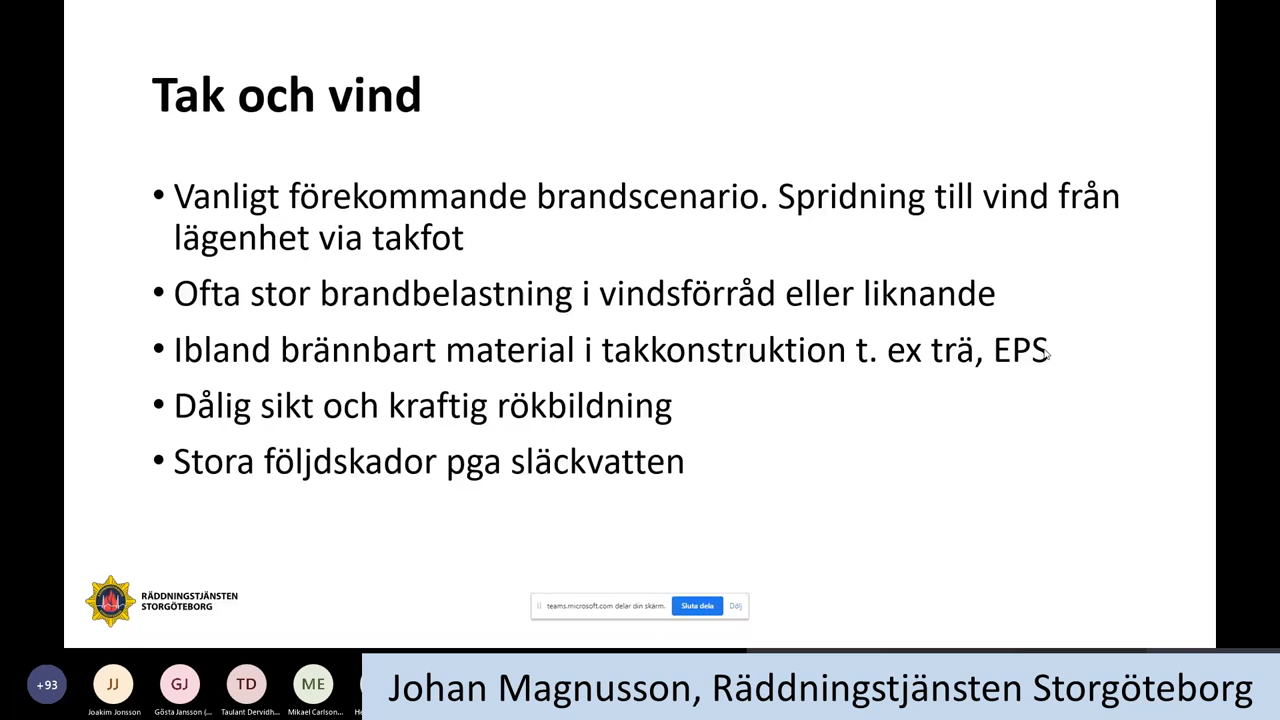 Tak och vind
• Vanligt förekommande brandscenario. Spridning till vind från
lägenhet via takfot
• Ofta stor brandbelastning i vindsförråd eller liknande
• Ibland brännbart material i takkonstruktion t. ex trä, EPS
• Dålig sikt och kraftig rökbildning
• Stora följdskador pga släckvatten
RÄDDNINGSTJÄNSTEN
STORGÖTEBORG
teams.microsoft.com delar din skärm. Sluta dela Dölj
+93 JJ GJ TD ME
Joakim Jonsson Gösta Jansson (... Taulant Dervidh... Mikael Carlson... He
Johan Magnusson, Räddningstjänsten Storgöteborg